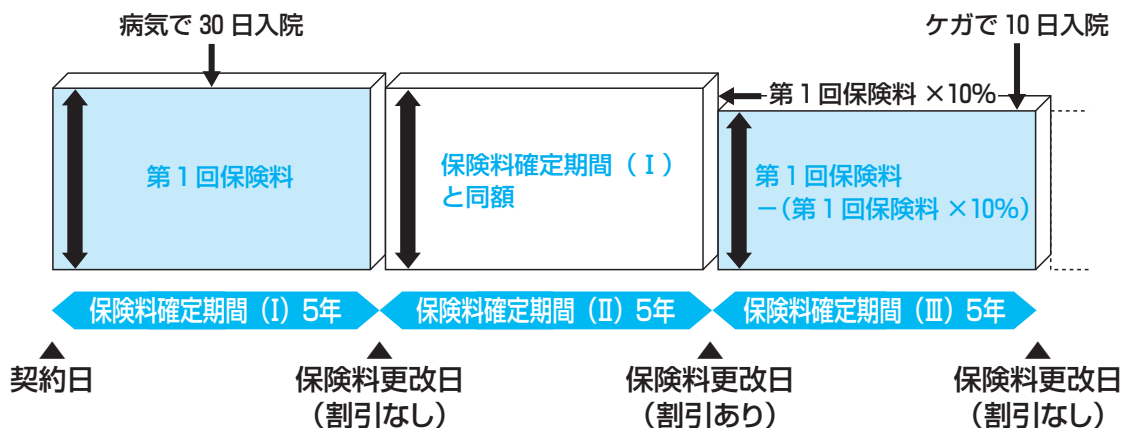 病気で 30 日入院
ケガで 10 日入院
第 1 回保険料 ×10%
第 1 回保険料
保険料確定期間（Ⅰ）
と同額
第 1 回保険料
－(第 1 回保険料 ×10%)
保険料確定期間（Ⅰ）5年
保険料確定期間（Ⅱ）5年
保険料確定期間（Ⅲ）5年
契約日
保険料更改日
（割引なし）
保険料更改日
（割引あり）
保険料更改日
（割引なし）